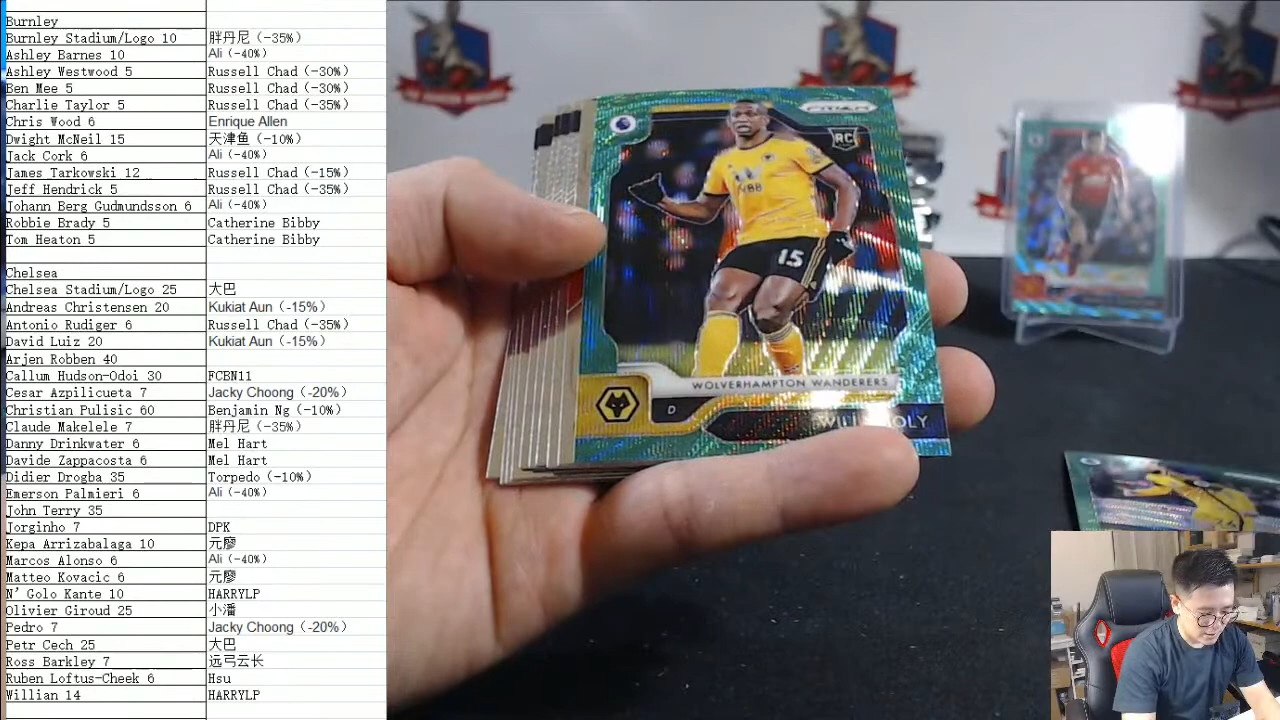 Burnley
Burnley Stadium/Logo 10 胖丹尼（-35%）
Ashley Barnes 10 Ali（-40%）
Ashley Westwood 5 Russell Chad（-30%）
Ben Mee 5 Russell Chad（-30%）
Charlie Taylor 5 Russell Chad（-35%）
Chris Wood 6 Enrique Allen
Dwight McNeil 15 天津鱼（-10%）
Jack Cork 6 Ali（-40%）
James Tarkowski 12 Russell Chad（-15%）
Jeff Hendrick 5 Russell Chad（-35%）
Johann Berg Gudmundsson 6 Ali（-40%）
Robbie Brady 5 Catherine Bibby
Tom Heaton 5 Catherine Bibby
Chelsea
Chelsea Stadium/Logo 25 大巴
Andreas Christensen 20 Kukiat Aun（-15%）
Antonio Rudiger 6 Russell Chad（-35%）
David Luiz 20 Kukiat Aun（-15%）
Arjen Robben 40
Callum Hudson-Odoi 30 FCBN11
Cesar Azpilicueta 7 Jacky Choong（-20%）
Christian Pulisic 60 Benjamin Ng（-10%）
Claude Makelele 7 胖丹尼（-35%）
Danny Drinkwater 6 Mel Hart
Davide Zappacosta 6 Mel Hart
Didier Drogba 35 Torpedo（-10%）
Emerson Palmieri 6 Ali（-40%）
John Terry 35
Jorginho 7 DPK
Kepa Arrizabalaga 10 元廖
Marcos Alonso 6 Ali（-40%）
Matteo Kovacic 6 元廖
N' Golo Kante 10 HARRYLP
Olivier Giroud 25 小潘
Pedro 7 Jacky Choong（-20%）
Petr Cech 25 大巴
Ross Barkley 7 远弓云长
Ruben Loftus-Cheek 6 Hsu
Willian 14 HARRYLP
PRIZM
RC
15
WOLVERHAMPTON WANDERERS
D